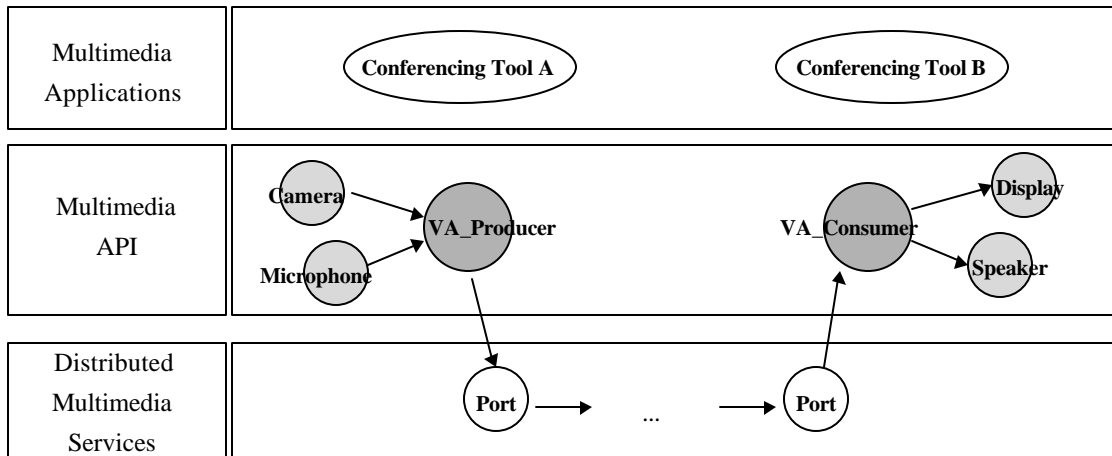 Multimedia
Applications
Conferencing Tool A
Conferencing Tool B
Multimedia
API
Camera
Microphone
VA_Producer
VA_Consumer
Display
Speaker
Distributed
Multimedia
Services
Port
...
Port